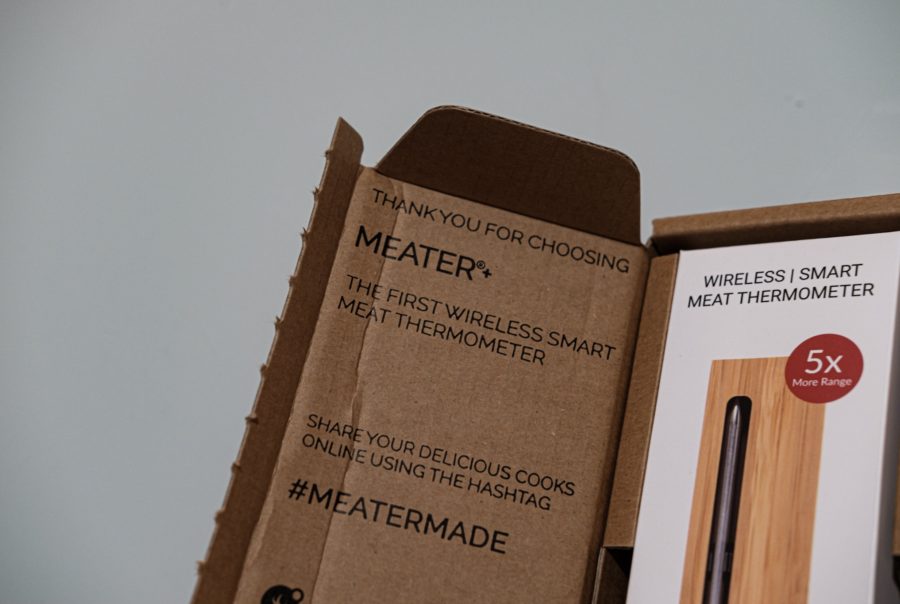 THANK YOU FOR CHOOSING
MEATER®+
THE FIRST WIRELESS SMART
MEAT THERMOMETER
SHARE YOUR DELICIOUS COOKS
ONLINE USING THE HASHTAG
#MEATERMADE
WIRELESS | SMART
MEAT THERMOMETER
5x
More Range